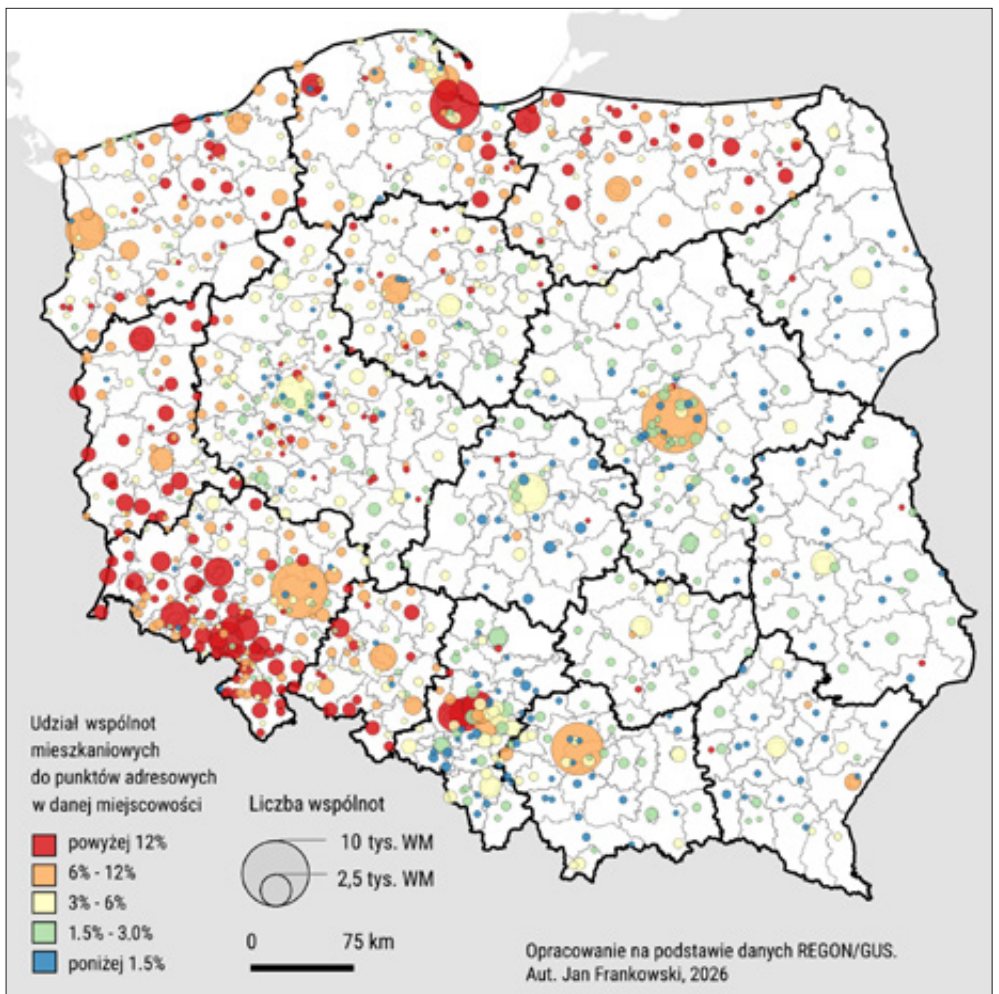 Udział wspólnot
mieszkaniowych
do punktów adresowych
w danej miejscowości
powyżej 12%
6% - 12%
3% - 6%
1.5% - 3.0%
poniżej 1.5%
Liczba wspólnot
10 tys. WM
2,5 tys. WM
0 75 km
Opracowanie na podstawie danych REGON/GUS.
Aut. Jan Frankowski, 2026